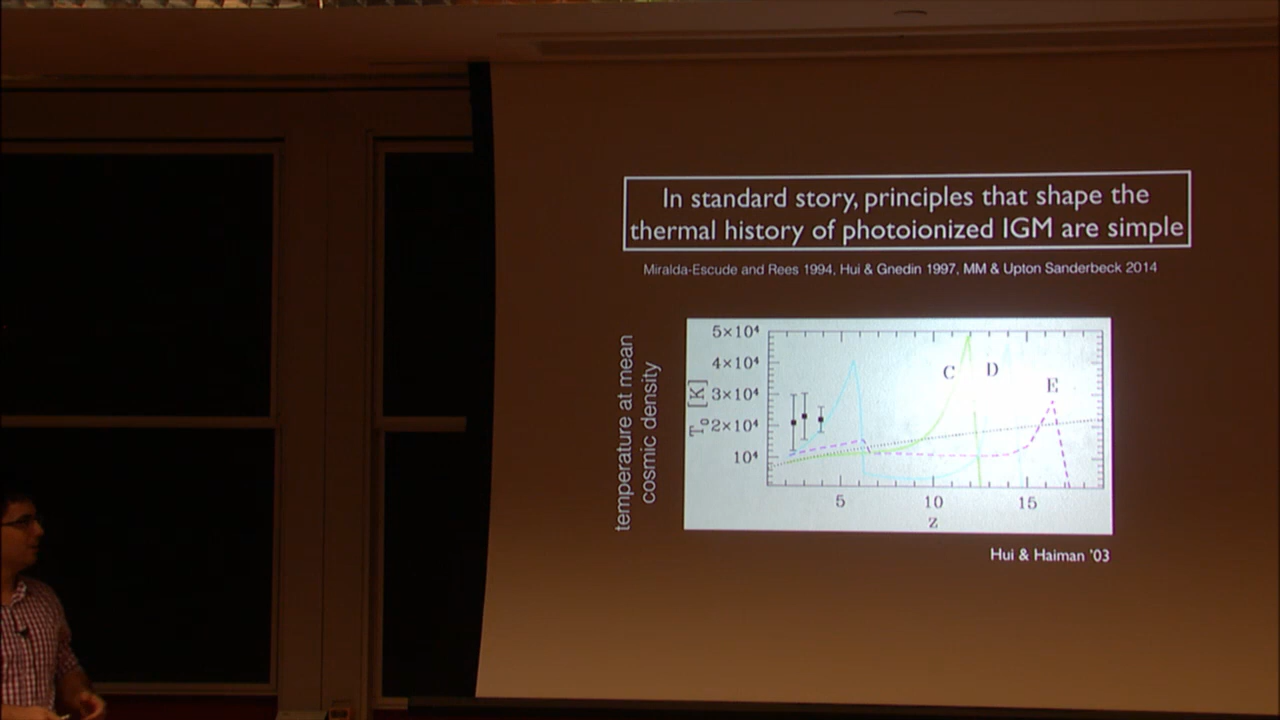 In standard story, principles that shape the
thermal history of photoionized IGM are simple
Miralda-Escude and Rees 1994, Hui & Gnedin 1997, MM & Upton Sanderbeck 2014
temperature at mean
cosmic density
T₀ [K]
5×10⁴
4×10⁴
3×10⁴
2×10⁴
10⁴
C
D
E
5
10
15
z
Hui & Haiman '03